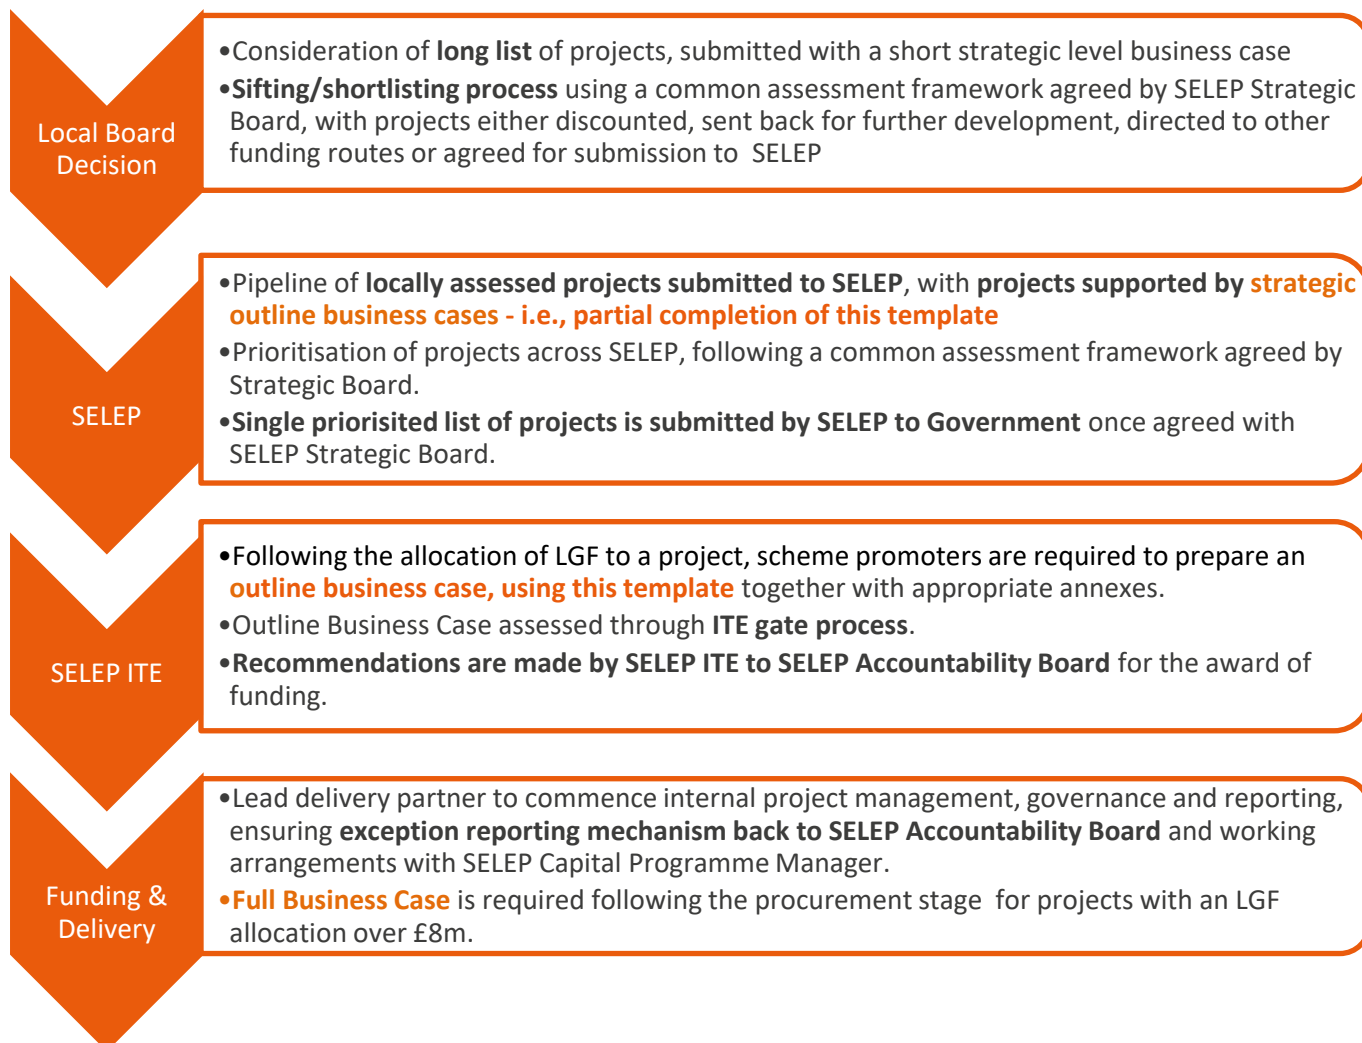 Local Board
Decision
•Consideration of long list of projects, submitted with a short strategic level business case
•Sifting/shortlisting process using a common assessment framework agreed by SELEP Strategic
Board, with projects either discounted, sent back for further development, directed to other
funding routes or agreed for submission to SELEP
SELEP
•Pipeline of locally assessed projects submitted to SELEP, with projects supported by strategic
outline business cases - i.e., partial completion of this template
•Prioritisation of projects across SELEP, following a common assessment framework agreed by
Strategic Board.
•Single priorisited list of projects is submitted by SELEP to Government once agreed with
SELEP Strategic Board.
SELEP ITE
•Following the allocation of LGF to a project, scheme promoters are required to prepare an
outline business case, using this template together with appropriate annexes.
•Outline Business Case assessed through ITE gate process.
•Recommendations are made by SELEP ITE to SELEP Accountability Board for the award of
funding.
Funding &
Delivery
•Lead delivery partner to commence internal project management, governance and reporting,
ensuring exception reporting mechanism back to SELEP Accountability Board and working
arrangements with SELEP Capital Programme Manager.
•Full Business Case is required following the procurement stage for projects with an LGF
allocation over £8m.